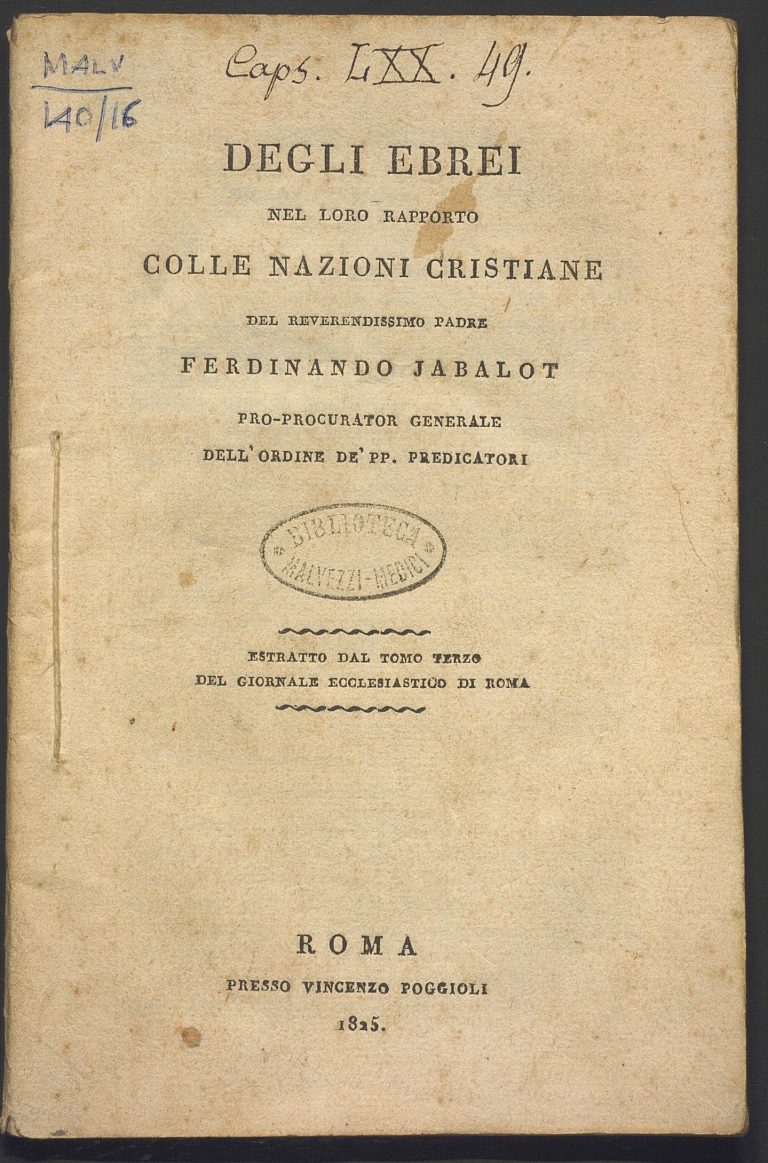 MALV
140/16
Caps. LXX. 49.
DEGLI EBREI
NEL LORO RAPPORTO
COLLE NAZIONI CRISTIANE
DEL REVERENDISSIMO PADRE
FERDINANDO JABALOT
PRO-PROCURATOR GENERALE
DELL'ORDINE DE' PP. PREDICATORI
* BIBLIOTECA *
MALVEZZI-MEDICI
ESTRATTO DAL TOMO TERZO
DEL GIORNALE ECCLESIASTICO DI ROMA
ROMA
PRESSO VINCENZO POGGIOLI
1825.